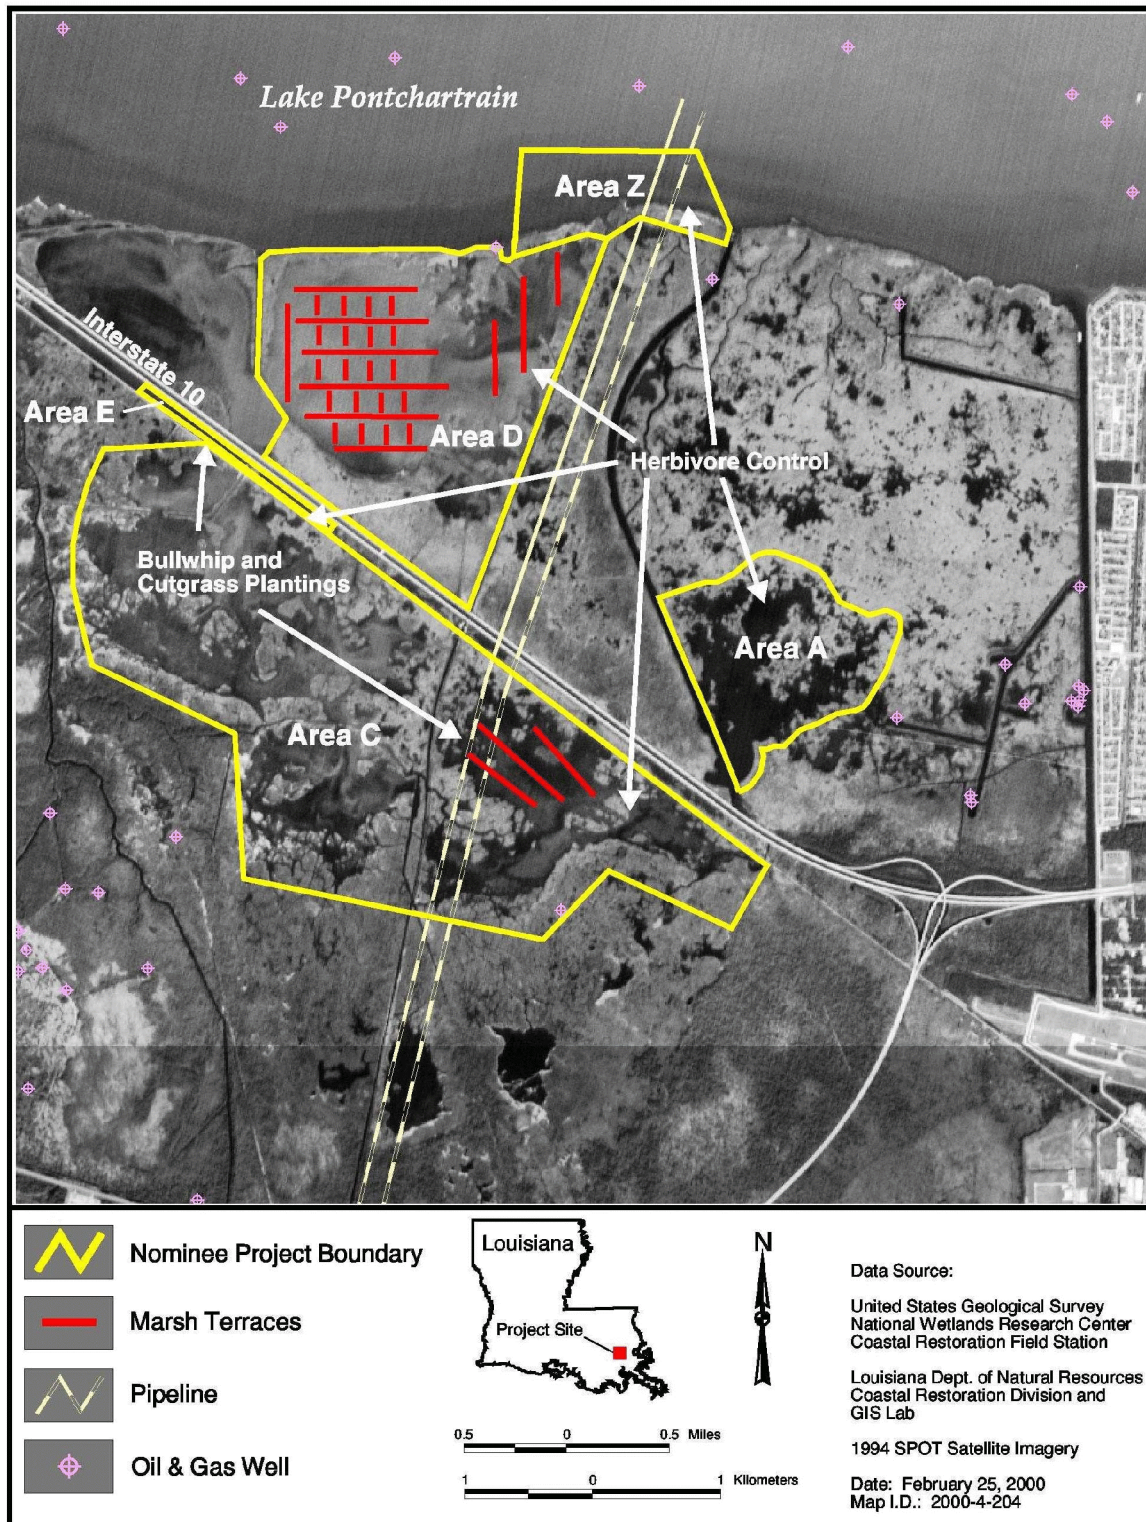 Lake Pontchartrain
Area Z
Interstate 10
Area E
Area D
Herbivore Control
Bullwhip and
Cutgrass Plantings
Area A
Area C
Nominee Project Boundary
Marsh Terraces
Pipeline
Oil & Gas Well
Louisiana
Project Site
0.5 0 0.5 Miles
1 0 1 Kilometers
N
Data Source:
United States Geological Survey
National Wetlands Research Center
Coastal Restoration Field Station
Louisiana Dept. of Natural Resources
Coastal Restoration Division and
GIS Lab
1994 SPOT Satellite Imagery
Date: February 25, 2000
Map I.D.: 2000-4-204